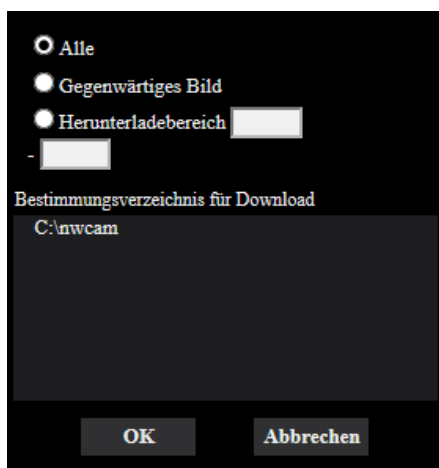 Alle
Gegenwärtiges Bild
Herunterladebereich
-
Bestimmungsverzeichnis für Download
C:\nwcam
OK Abbrechen